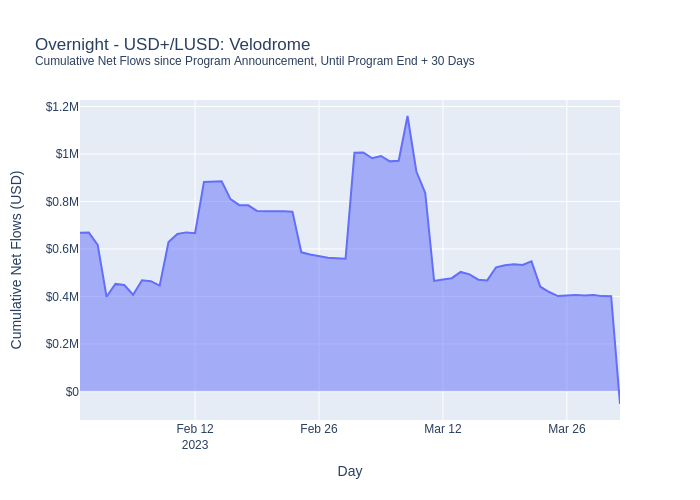 Overnight - USD+/LUSD: Velodrome
Cumulative Net Flows since Program Announcement, Until Program End + 30 Days
Cumulative Net Flows (USD)
$1.2M
$1M
$0.8M
$0.6M
$0.4M
$0.2M
$0
Feb 12
2023
Feb 26
Mar 12
Mar 26
Day